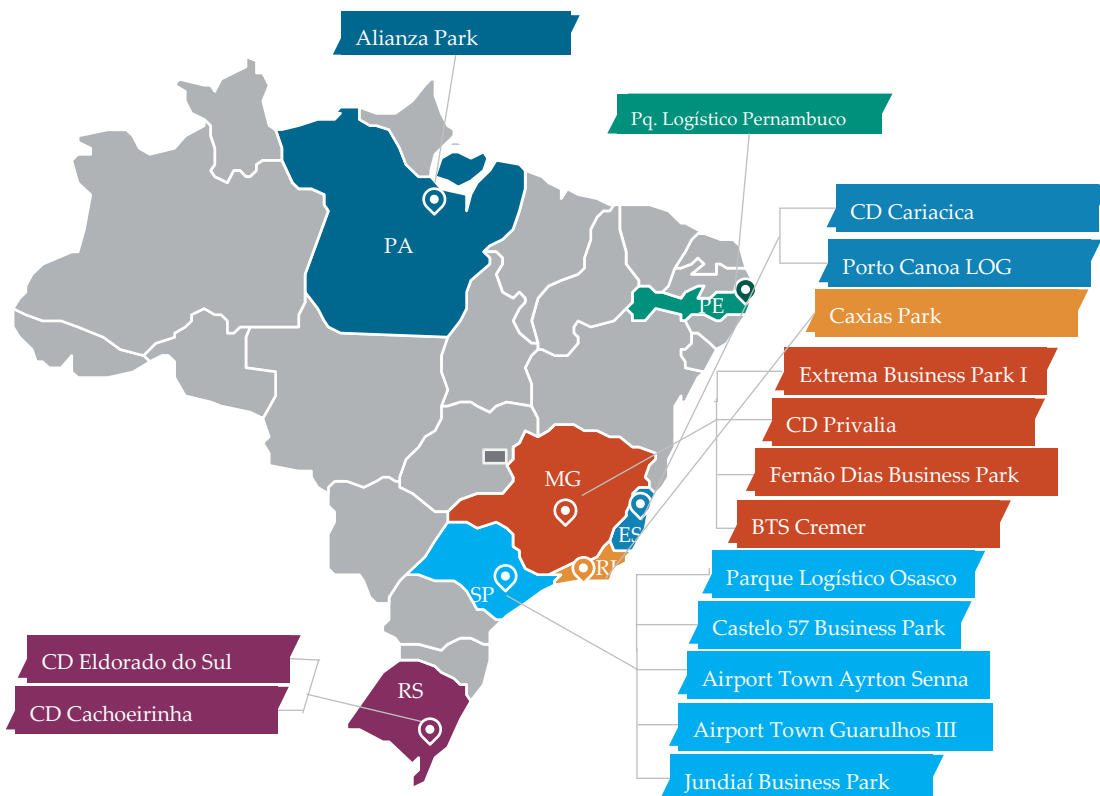 Alianza Park
Pq. Logístico Pernambuco
CD Cariacica
PA
Porto Canoa LOG
PE
Caxias Park
Extrema Business Park I
CD Privalia
MG
Fernão Dias Business Park
BTS Cremer
ES
RJ
Parque Logístico Osasco
SP
Castelo 57 Business Park
CD Eldorado do Sul
Airport Town Ayrton Senna
RS
CD Cachoeirinha
Airport Town Guarulhos III
Jundiaí Business Park